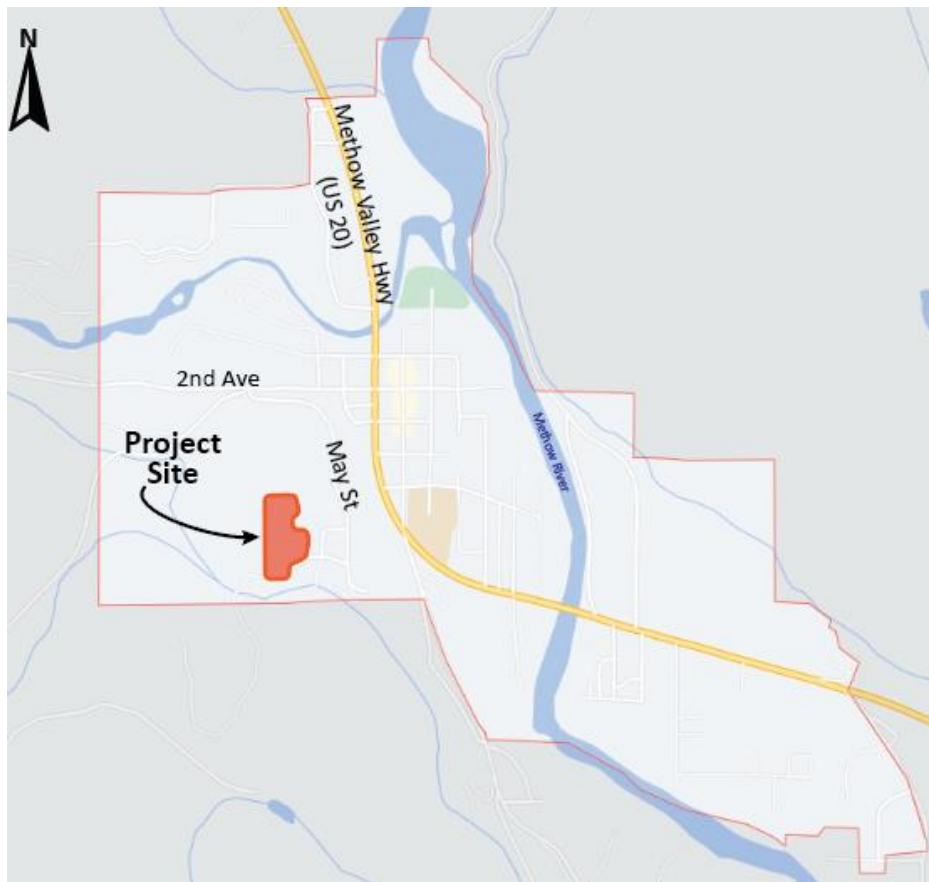 N
Methow Valley Hwy
(US 20)
2nd Ave
Project
Site
May St
Methow River